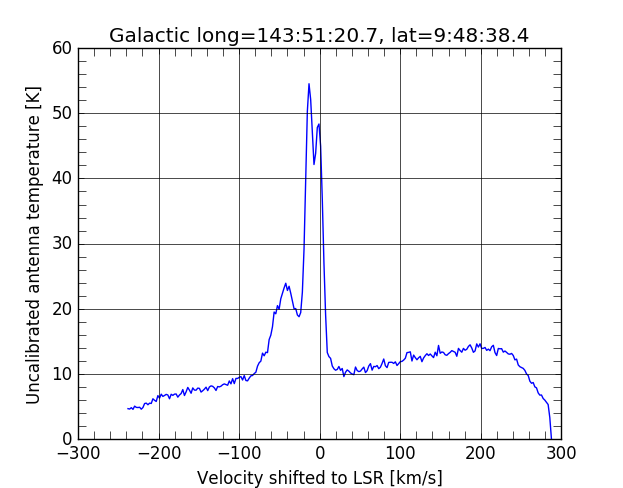 Galactic long=143:51:20.7, lat=9:48:38.4
Uncalibrated antenna temperature [K]
60
50
40
30
20
10
0
−300 −200 −100 0 100 200 300
Velocity shifted to LSR [km/s]